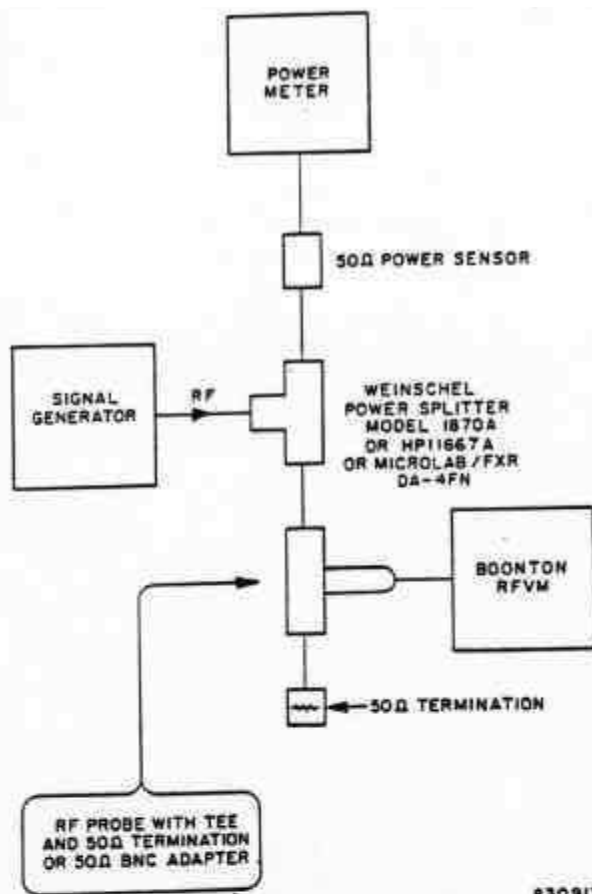 POWER
METER
50Ω POWER SENSOR
SIGNAL
GENERATOR
RF
WEINSCHEL
POWER SPLITTER
MODEL 1870A
OR HP11667A
OR MICROLAB/FXR
DA-4FN
BOONTON
RFVM
50Ω TERMINATION
RF PROBE WITH TEE
AND 50Ω TERMINATION
OR 50Ω BNC ADAPTER